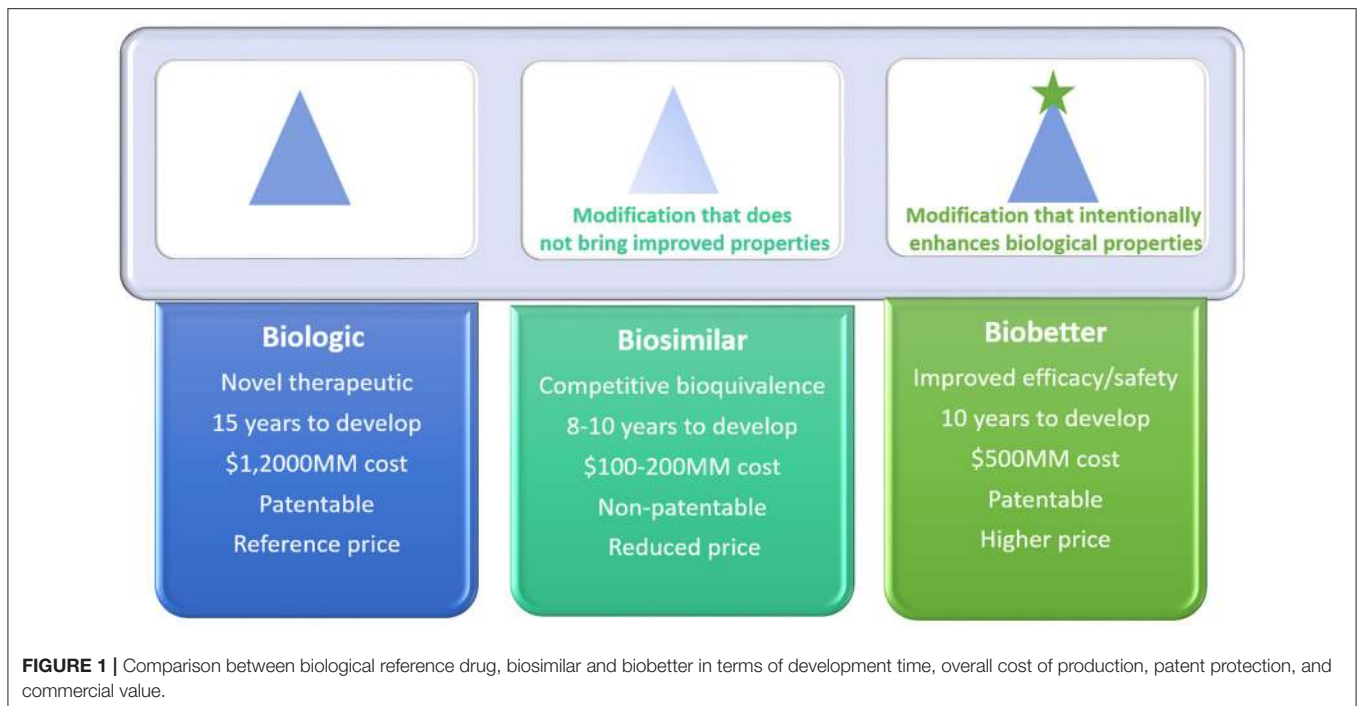 Modification that does
not bring improved properties
Modification that intentionally
enhances biological properties
Biologic
Novel therapeutic
15 years to develop
$1,2000MM cost
Patentable
Reference price
Biosimilar
Competitive bioquivalence
8-10 years to develop
$100-200MM cost
Non-patentable
Reduced price
Biobetter
Improved efficacy/safety
10 years to develop
$500MM cost
Patentable
Higher price
FIGURE 1 | Comparison between biological reference drug, biosimilar and biobetter in terms of development time, overall cost of production, patent protection, and
commercial value.